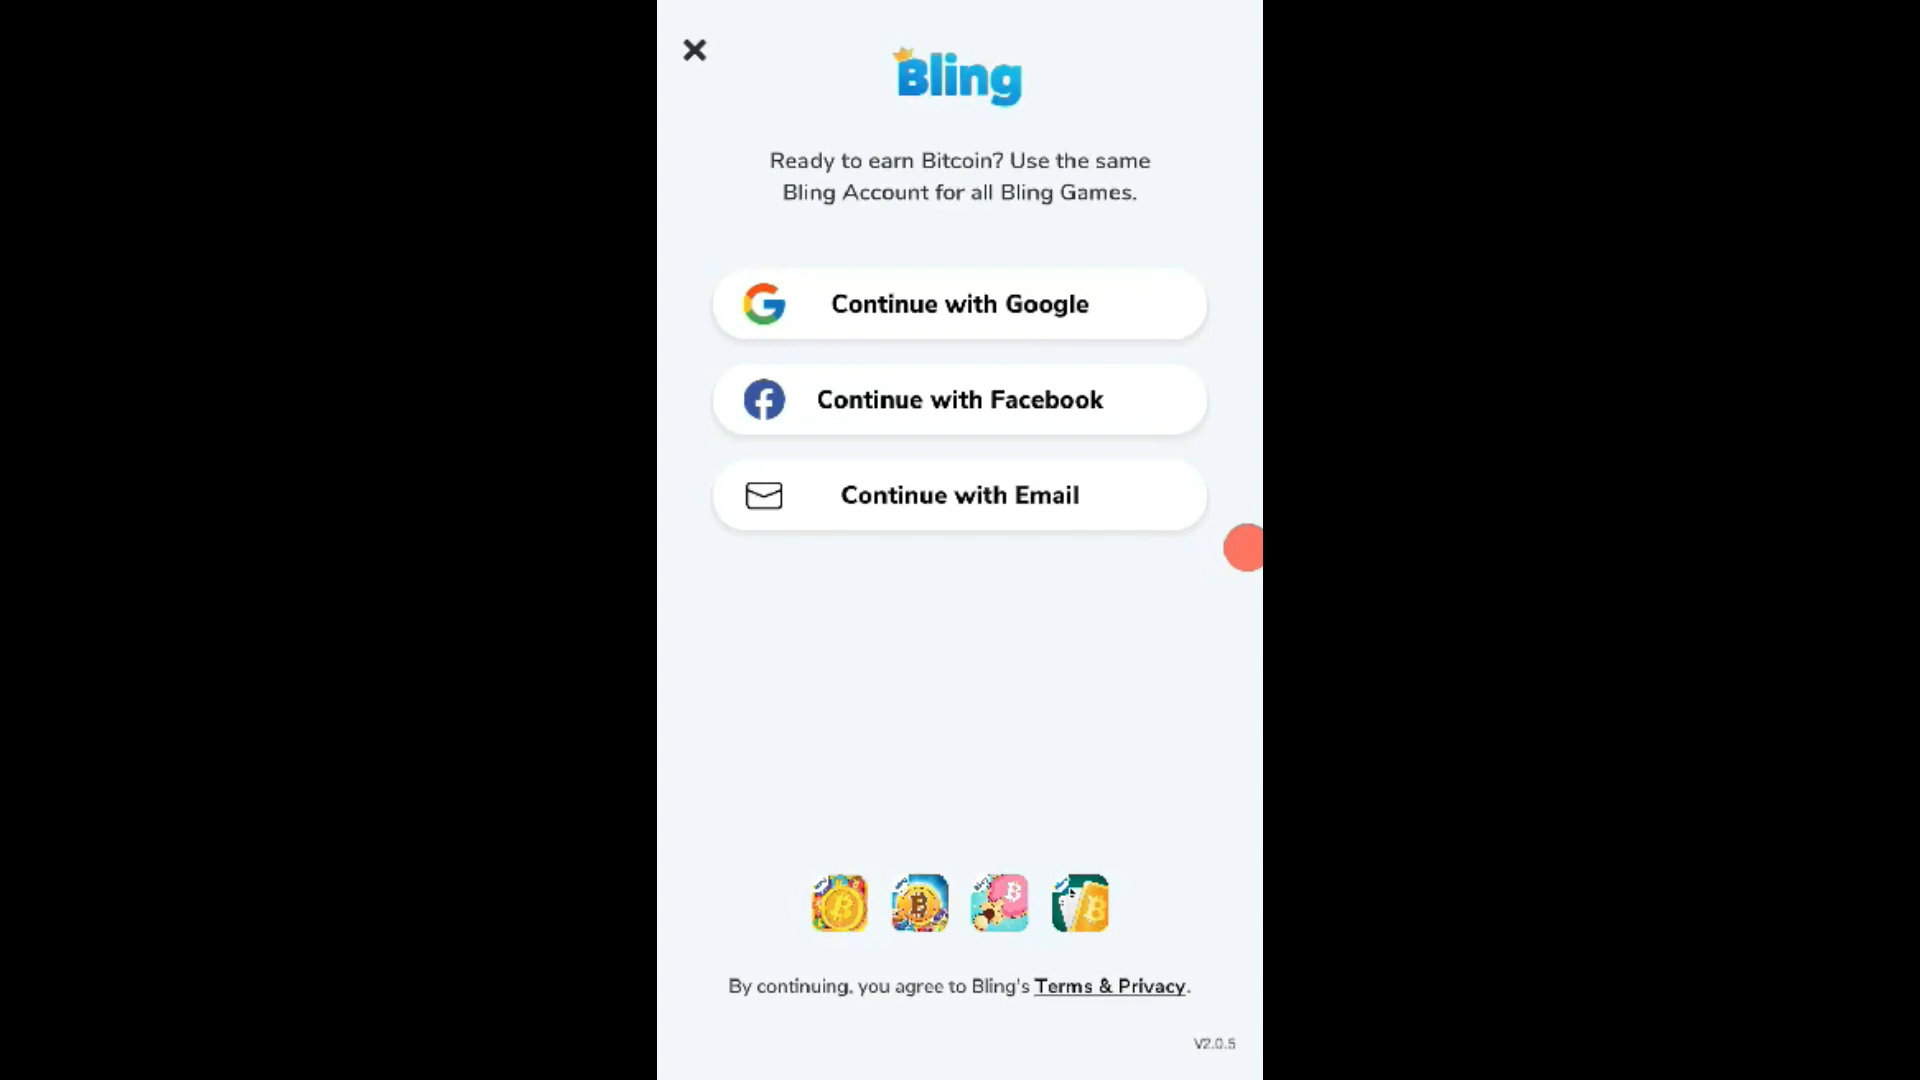 Bling
Ready to earn Bitcoin? Use the same
Bling Account for all Bling Games.
Continue with Google
Continue with Facebook
Continue with Email
By continuing, you agree to Bling's Terms & Privacy.
V2.0.5